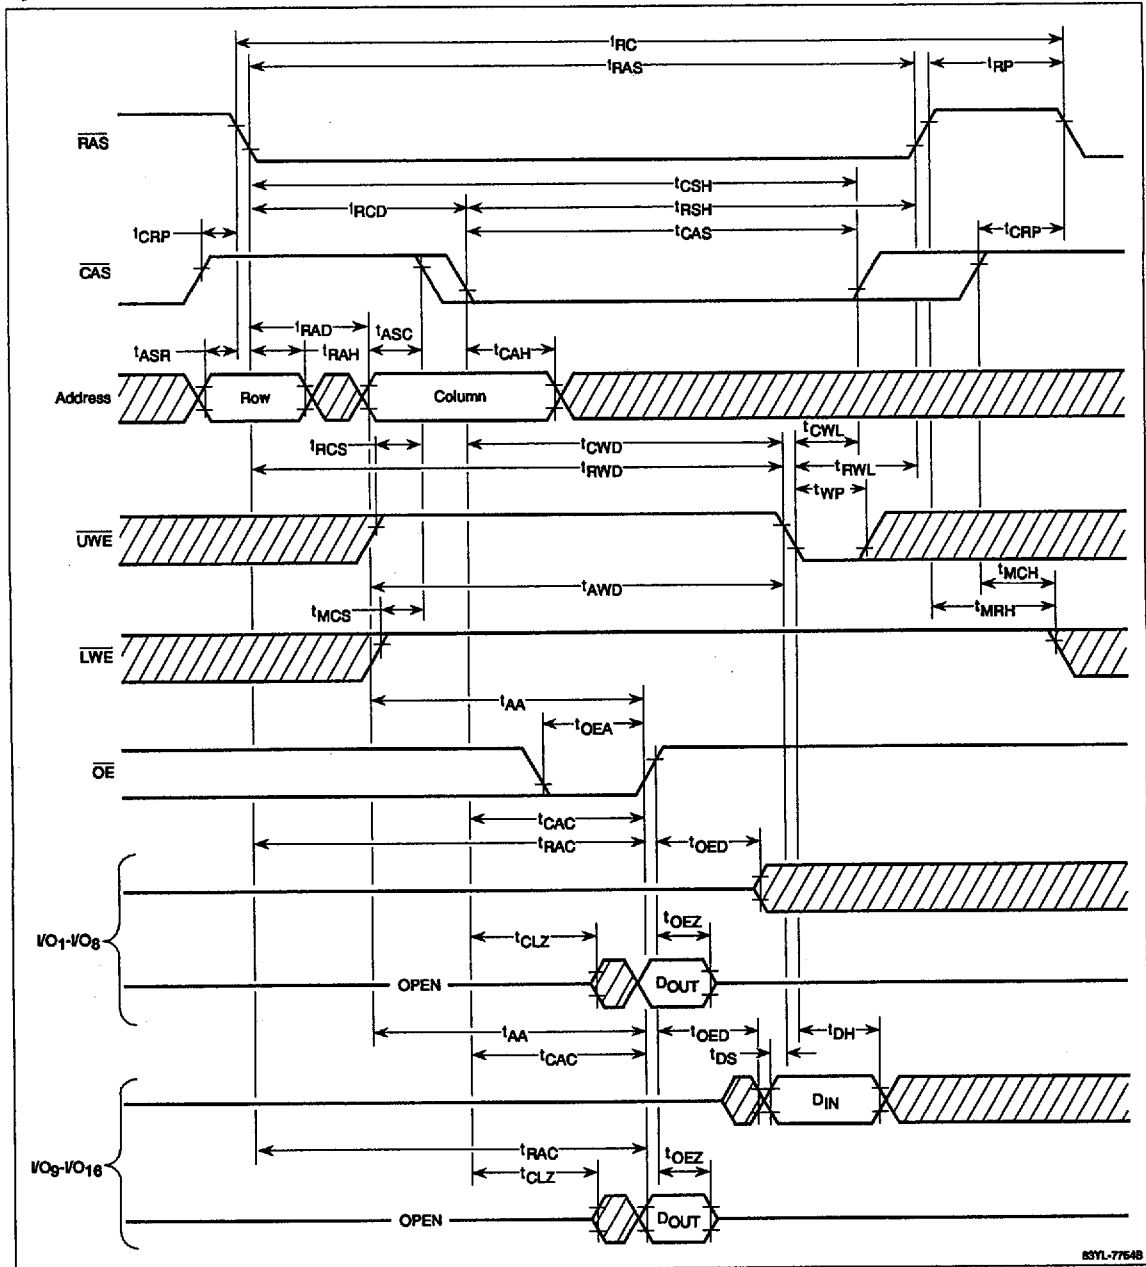 tRC
tRAS
tRP
RAS
tCSH
tRCD
tRSH
tCRP
tCAS
tCRP
CAS
tRAD
tASC
tASR
tRAH
tCAH
Address
Row
Column
tCWL
tRCS
tCWD
tRWD
tRWL
tWP
UWE
tAWD
tMCH
tMCS
tMRH
LWE
tAA
tOEA
OE
tCAC
tRAC
tOED
I/O1-I/O8
tCLZ
tOEZ
OPEN
DOUT
tAA
tOED
tDH
tCAC
tDS
DIN
tRAC
I/O9-I/O16
tOEZ
tCLZ
OPEN
DOUT
83YL-7754B